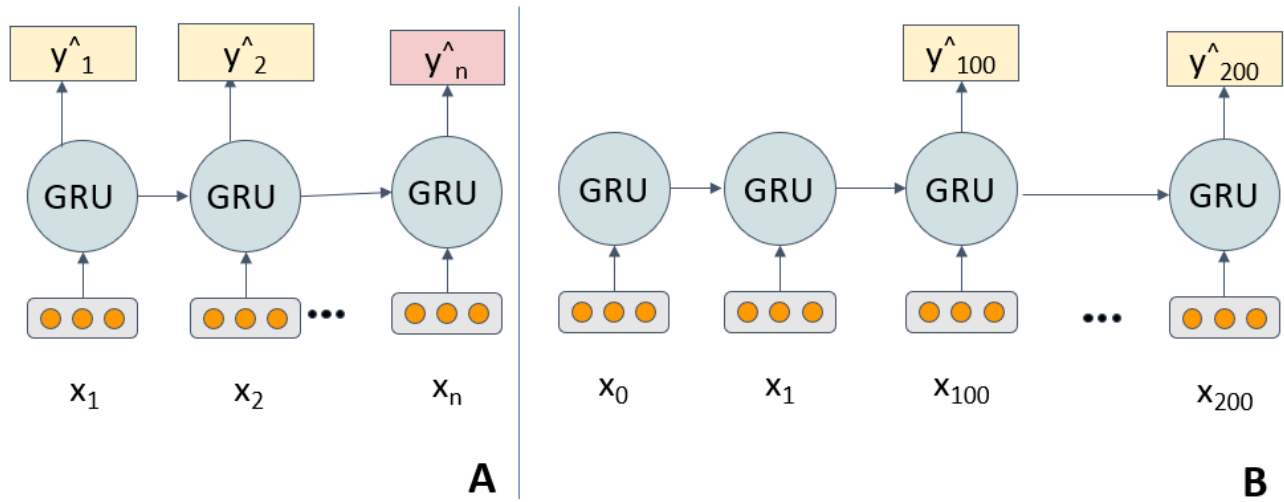 y^1
y^2
y^n
GRU
GRU
GRU
...
x1
x2
xn
A
y^100
y^200
GRU
GRU
GRU
GRU
...
x0
x1
x100
x200
B